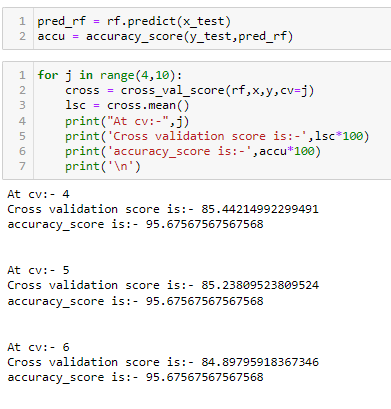 1 pred_rf = rf.predict(x_test)
2 accu = accuracy_score(y_test,pred_rf)
1 for j in range(4,10):
2     cross = cross_val_score(rf,x,y,cv=j)
3     lsc = cross.mean()
4     print("At cv:-",j)
5     print('Cross validation score is:-',lsc*100)
6     print('accuracy_score is:-',accu*100)
7     print('\n')
At cv:- 4
Cross validation score is:- 85.44214992299491
accuracy_score is:- 95.67567567567568
At cv:- 5
Cross validation score is:- 85.23809523809524
accuracy_score is:- 95.67567567567568
At cv:- 6
Cross validation score is:- 84.89795918367346
accuracy_score is:- 95.67567567567568